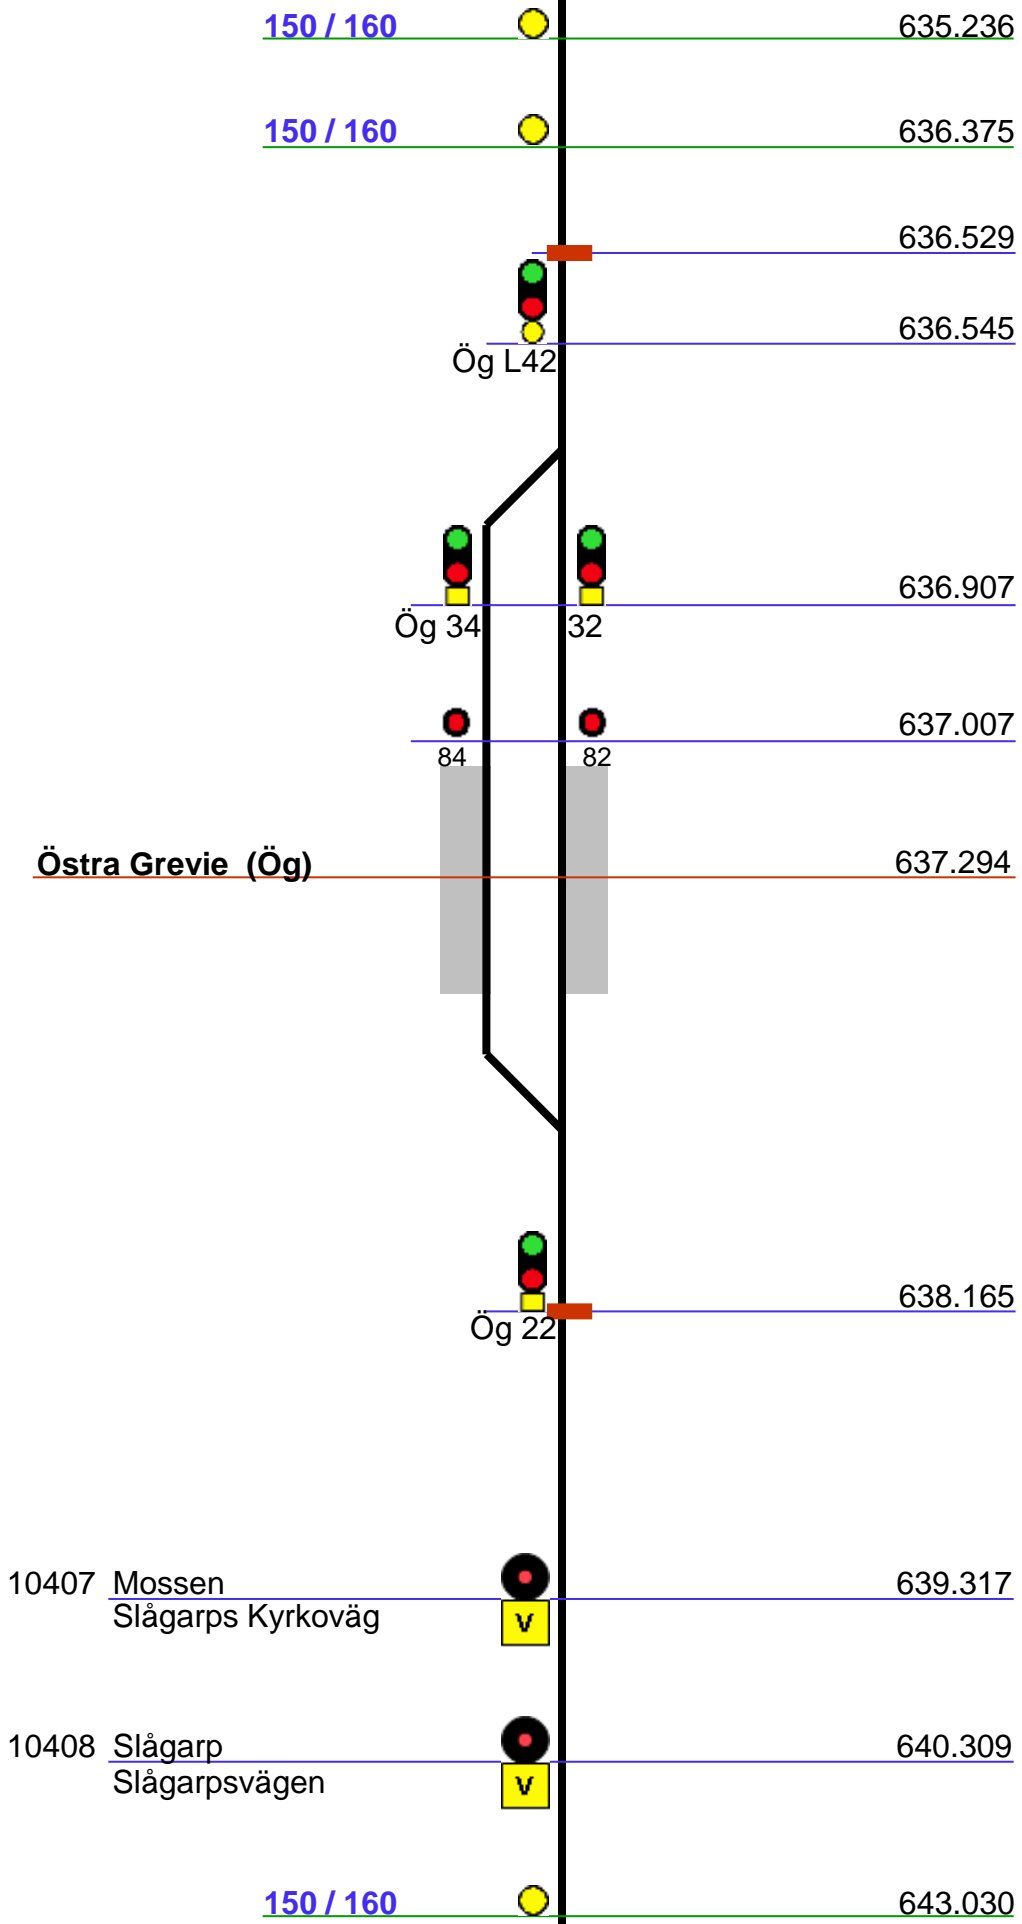 150 / 160 635.236
150 / 160 636.375
636.529
636.545
Ög L42
636.907
Ög 34 32
637.007
84 82
Östra Grevie (Ög) 637.294
638.165
Ög 22
10407 Mossen 639.317
Slågarps Kyrkoväg
V
10408 Slågarp 640.309
Slågarpsvägen
V
150 / 160 643.030